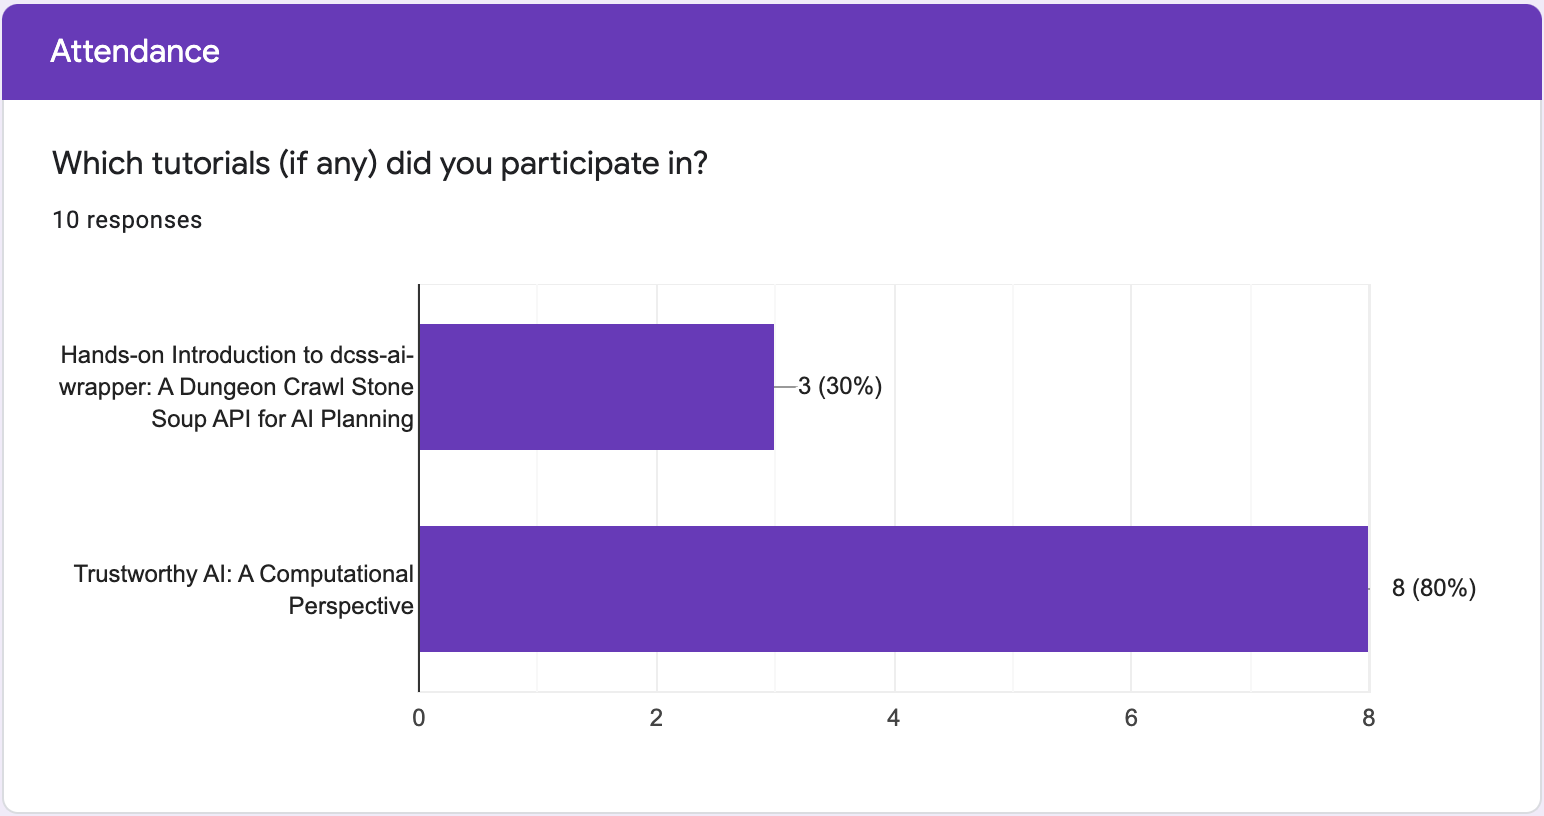 Attendance
Which tutorials (if any) did you participate in?
10 responses
Hands-on Introduction to dcss-ai-
wrapper: A Dungeon Crawl Stone
Soup API for AI Planning
3 (30%)
Trustworthy AI: A Computational
Perspective
8 (80%)
0 2 4 6 8